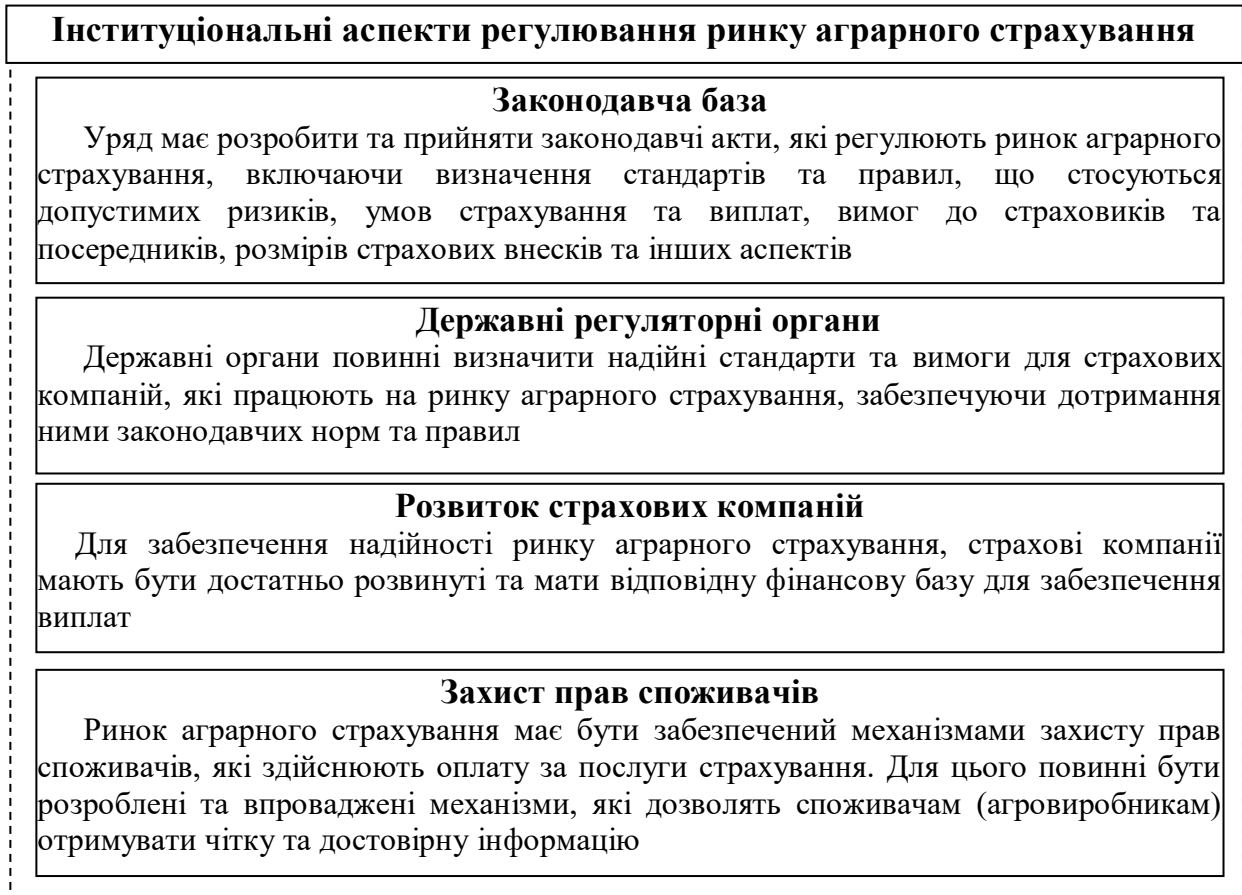 Інституціональні аспекти регулювання ринку аграрного страхування
Законодавча база
Уряд має розробити та прийняти законодавчі акти, які регулюють ринок аграрного
страхування, включаючи визначення стандартів та правил, що стосуються
допустимих ризиків, умов страхування та виплат, вимог до страховиків та
посередників, розмірів страхових внесків та інших аспектів
Державні регуляторні органи
Державні органи повинні визначити надійні стандарти та вимоги для страхових
компаній, які працюють на ринку аграрного страхування, забезпечуючи дотримання
ними законодавчих норм та правил
Розвиток страхових компаній
Для забезпечення надійності ринку аграрного страхування, страхові компанії
мають бути достатньо розвинуті та мати відповідну фінансову базу для забезпечення
виплат
Захист прав споживачів
Ринок аграрного страхування має бути забезпечений механізмами захисту прав
споживачів, які здійснюють оплату за послуги страхування. Для цього повинні бути
розроблені та впроваджені механізми, які дозволять споживачам (агровиробникам)
отримувати чітку та достовірну інформацію